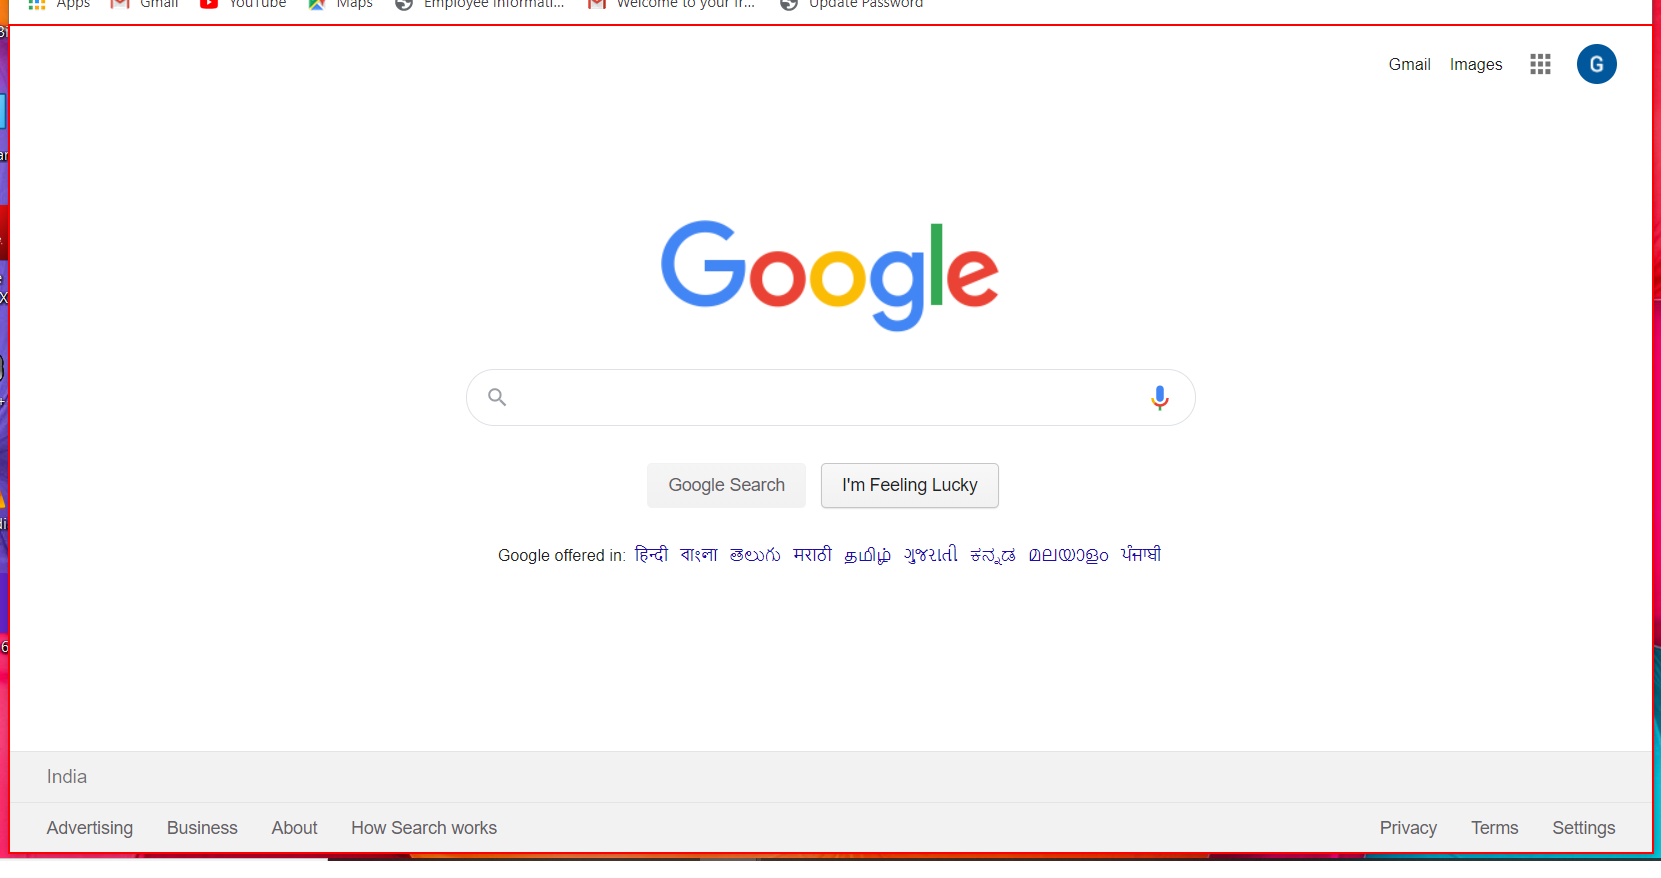 Apps Gmail YouTube Maps Employee Informati... Welcome to your fr... Update Password
Gmail Images G
Google
Google Search I'm Feeling Lucky
Google offered in: हिन्दी বাংলা తెలుగు मराठी தமிழ் ગુજરાતી ಕನ್ನಡ മലയാളം ਪੰਜਾਬੀ
India
Advertising Business About How Search works Privacy Terms Settings